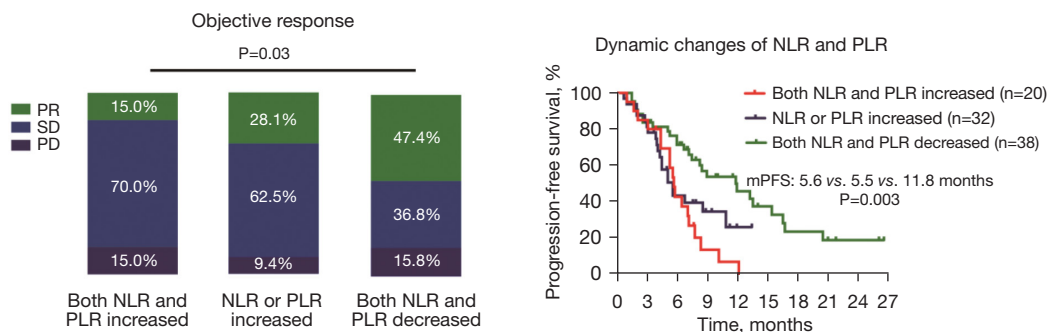 Objective response
P=0.03
PR
SD
PD
15.0%
70.0%
15.0%
28.1%
62.5%
9.4%
47.4%
36.8%
15.8%
Both NLR and
PLR increased
NLR or PLR
increased
Both NLR and
PLR decreased
Dynamic changes of NLR and PLR
Progression-free survival, %
100
80
60
40
20
0
Both NLR and PLR increased (n=20)
NLR or PLR increased (n=32)
Both NLR and PLR decreased (n=38)
mPFS: 5.6 vs. 5.5 vs. 11.8 months
P=0.003
0 3 6 9 12 15 18 21 24 27
Time, months